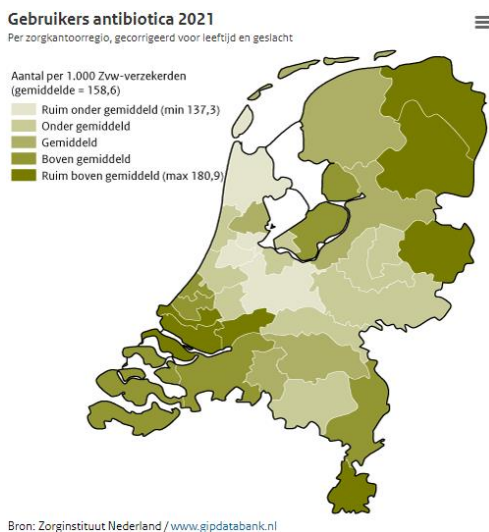 Gebruikers antibiotica 2021
Per zorgkantoorregio, gecorrigeerd voor leeftijd en geslacht
Aantal per 1.000 Zvw-verzekerden
(gemiddelde = 158,6)
Ruim onder gemiddeld (min 137,3)
Onder gemiddeld
Gemiddeld
Boven gemiddeld
Ruim boven gemiddeld (max 180,9)
Bron: Zorginstituut Nederland / www.gipdatabank.nl